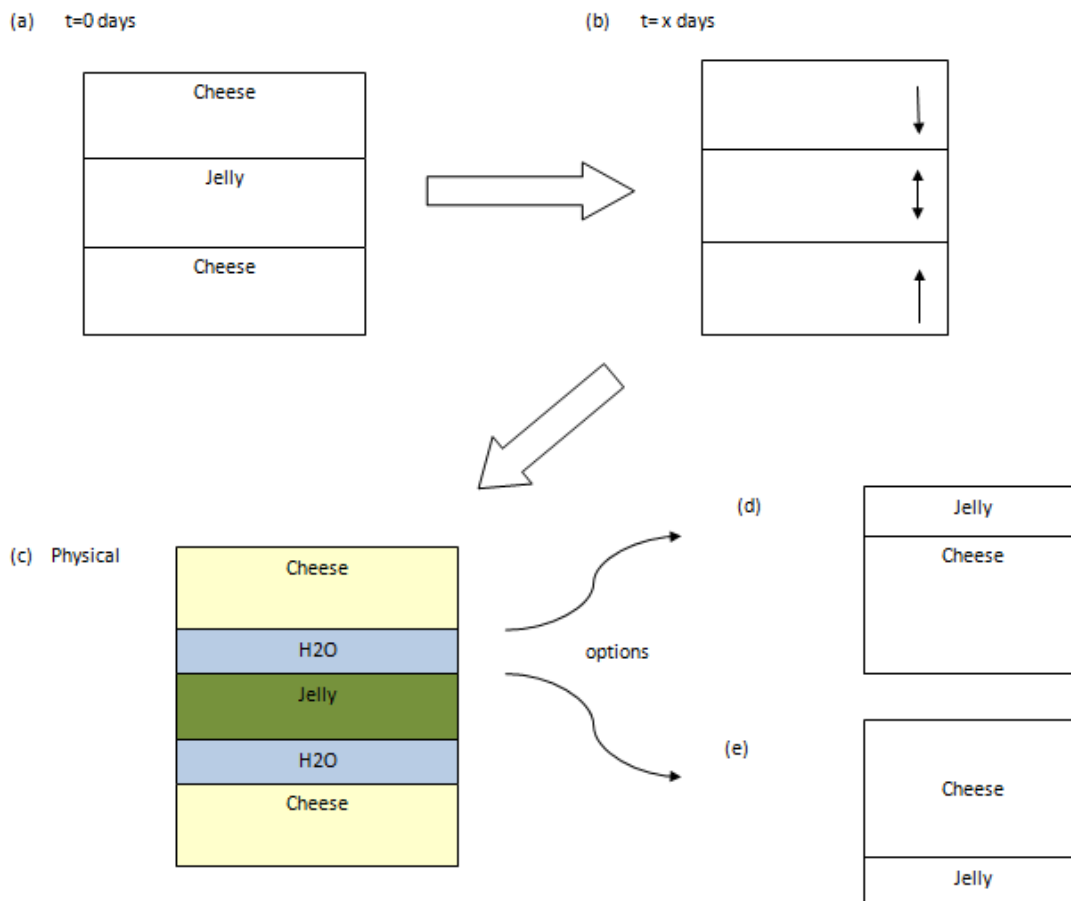 (a) t=0 days
(b) t= x days
Cheese
Jelly
Cheese
(c) Physical
Cheese
H2O
Jelly
H2O
Cheese
options
(d)
Jelly
Cheese
(e)
Cheese
Jelly